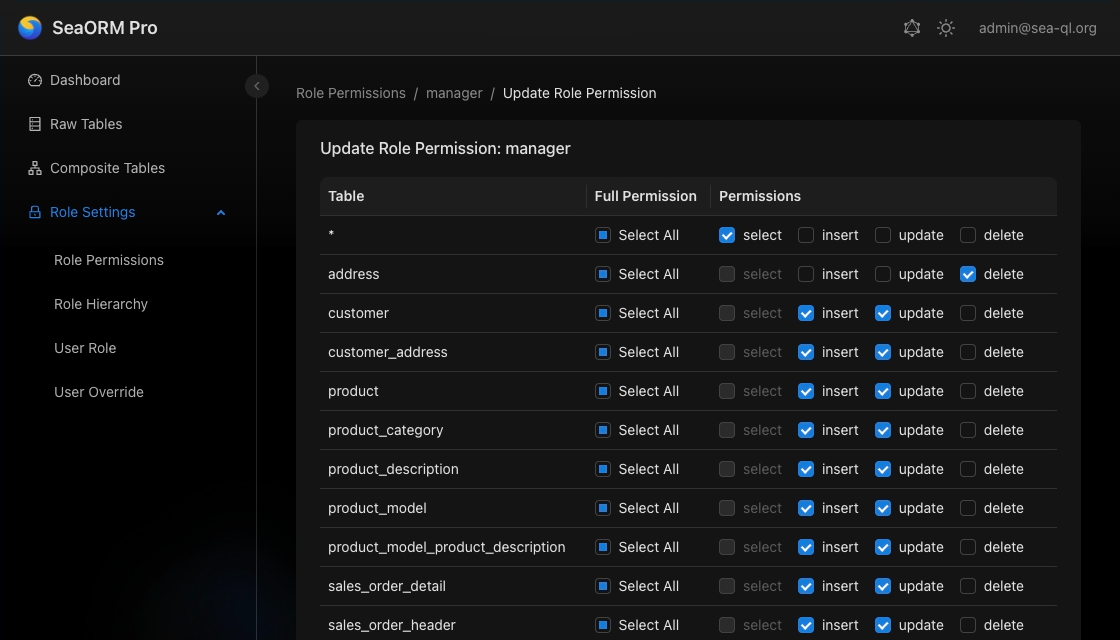 SeaORM Pro
admin@sea-ql.org
Dashboard
Raw Tables
Composite Tables
Role Settings
Role Permissions
Role Hierarchy
User Role
User Override
Role Permissions / manager / Update Role Permission
Update Role Permission: manager
Table Full Permission Permissions
* Select All select insert update delete
address Select All select insert update delete
customer Select All select insert update delete
customer_address Select All select insert update delete
product Select All select insert update delete
product_category Select All select insert update delete
product_description Select All select insert update delete
product_model Select All select insert update delete
product_model_product_description Select All select insert update delete
sales_order_detail Select All select insert update delete
sales_order_header Select All select insert update delete